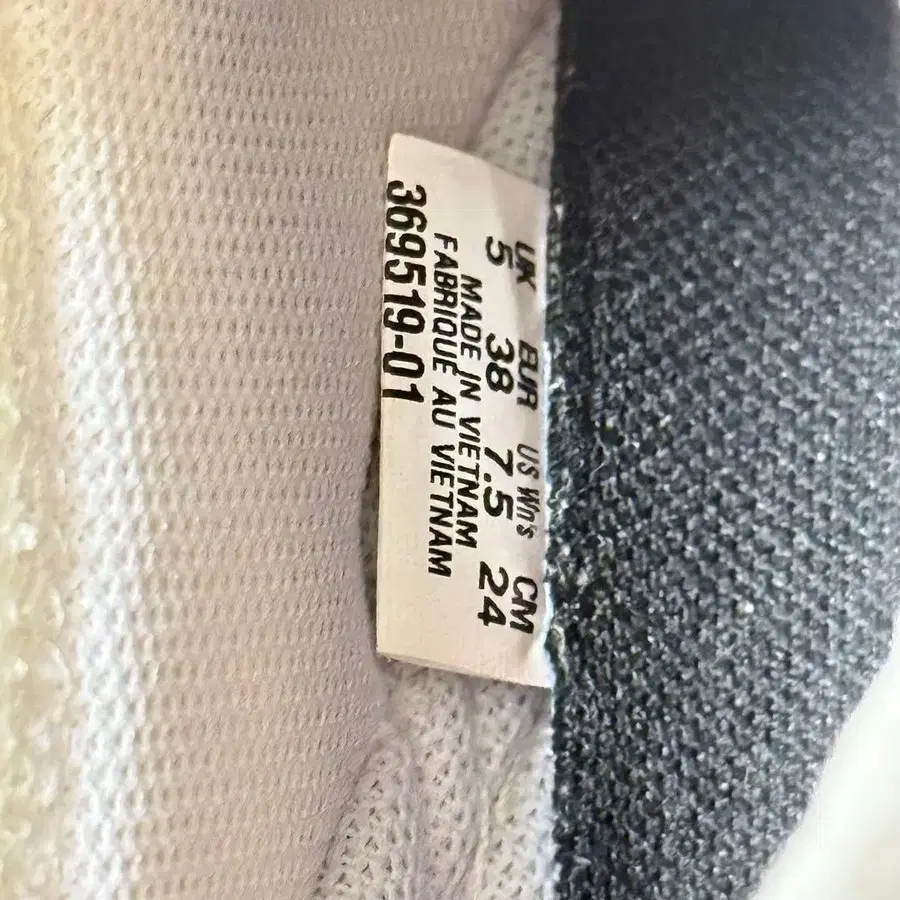 UK EUR US Wn's CM
5 38 7.5 24
MADE IN VIETNAM
FABRIQUE AU VIETNAM
369519-01